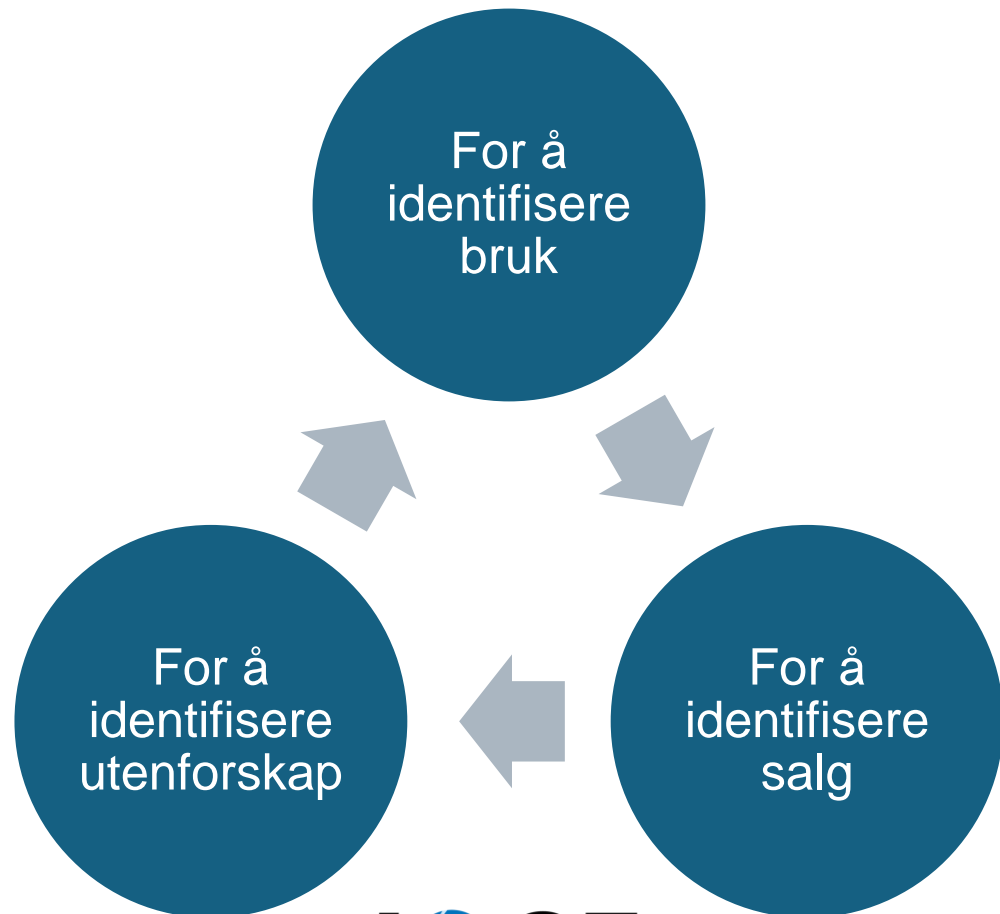 For å
identifisere
bruk
For å
identifisere
utenforskap
For å
identifisere
salg